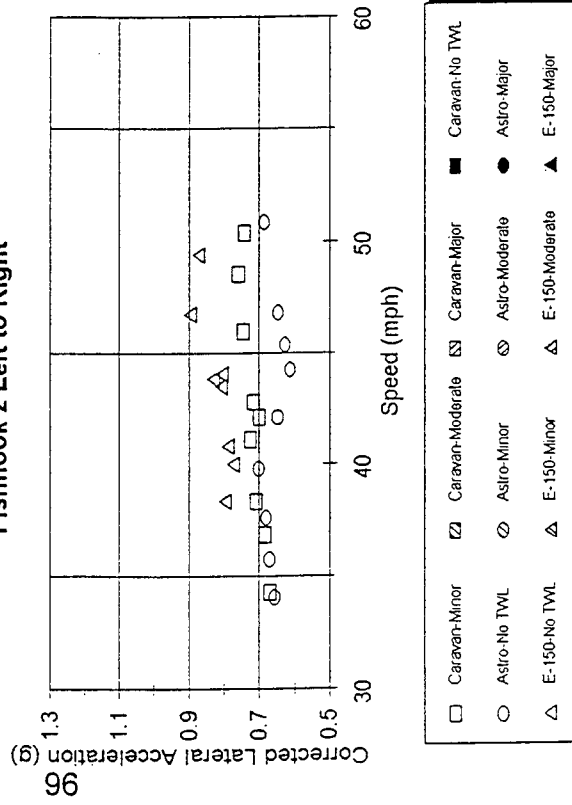 Fishhook 2 Left to Right
Corrected Lateral Acceleration (g)
1.3
1.1
0.9
0.7
0.5
30
40
50
60
Speed (mph)
Caravan-Minor
Caravan-Moderate
Caravan-Major
Caravan-No TWL
Astro-No TWL
Astro-Minor
Astro-Moderate
Astro-Major
E-150-No TWL
E-150-Minor
E-150-Moderate
E-150-Major
96